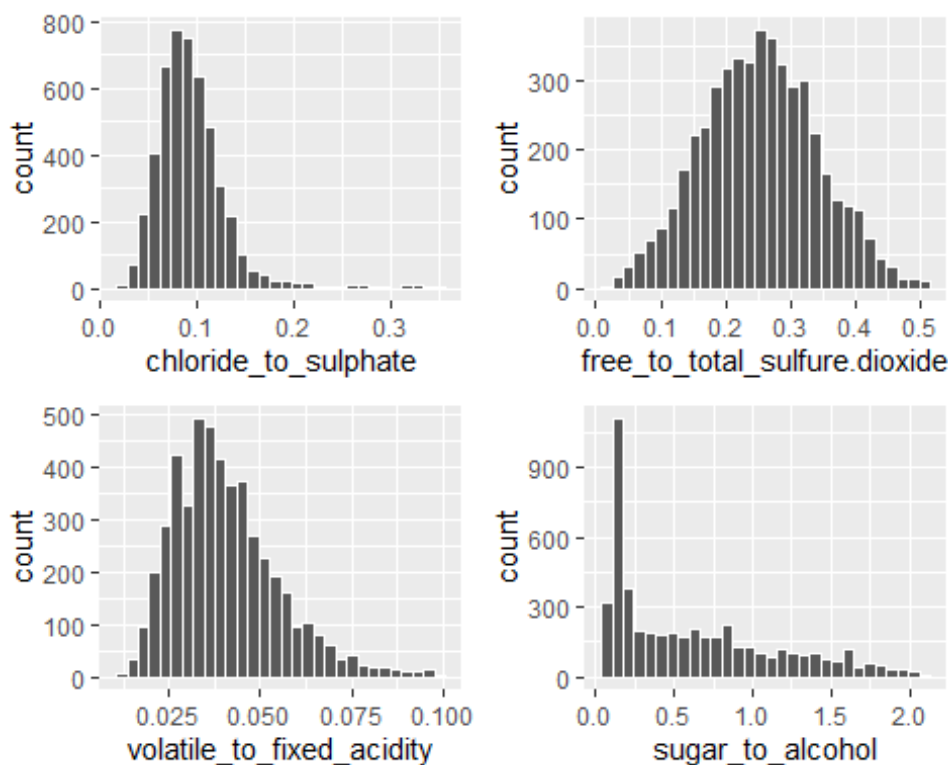 800
600
400
200
0
count
0.0 0.1 0.2 0.3
chloride_to_sulphate
300
200
100
0
count
0.0 0.1 0.2 0.3 0.4 0.5
free_to_total_sulfure.dioxide
500
400
300
200
100
0
count
0.025 0.050 0.075 0.100
volatile_to_fixed_acidity
900
600
300
0
count
0.0 0.5 1.0 1.5 2.0
sugar_to_alcohol